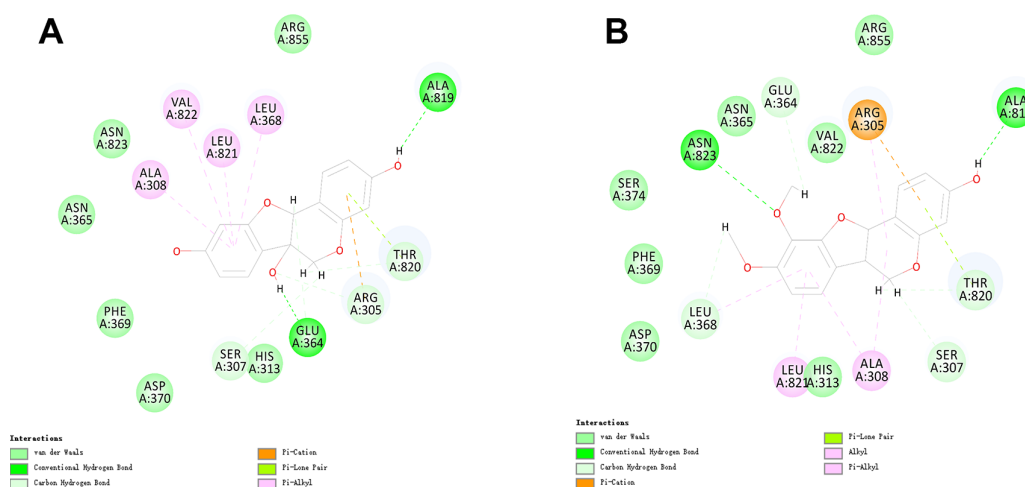 A
ARG
A:855
ALA
A:819
VAL
A:822
LEU
A:368
ASN
A:823
LEU
A:821
ALA
A:308
H
O
ASN
A:365
O
H
O
O
O
H
H
H
THR
A:820
ARG
A:305
PHE
A:369
GLU
A:364
SER
A:307
HIS
A:313
ASP
A:370
Interactions
van der Waals
Conventional Hydrogen Bond
Carbon Hydrogen Bond
Pi-Cation
Pi-Lone Pair
Pi-Alkyl
B
ARG
A:855
GLU
A:364
ALA
A:81
ASN
A:365
ARG
A:305
ASN
A:823
VAL
A:822
H
SER
A:374
O
H
O
O
H
PHE
A:369
O
O
H
H
THR
A:820
LEU
A:368
ASP
A:370
SER
A:307
LEU
A:821
HIS
A:313
ALA
A:308
Interactions
van der Waals
Conventional Hydrogen Bond
Carbon Hydrogen Bond
Pi-Cation
Pi-Lone Pair
Alkyl
Pi-Alkyl